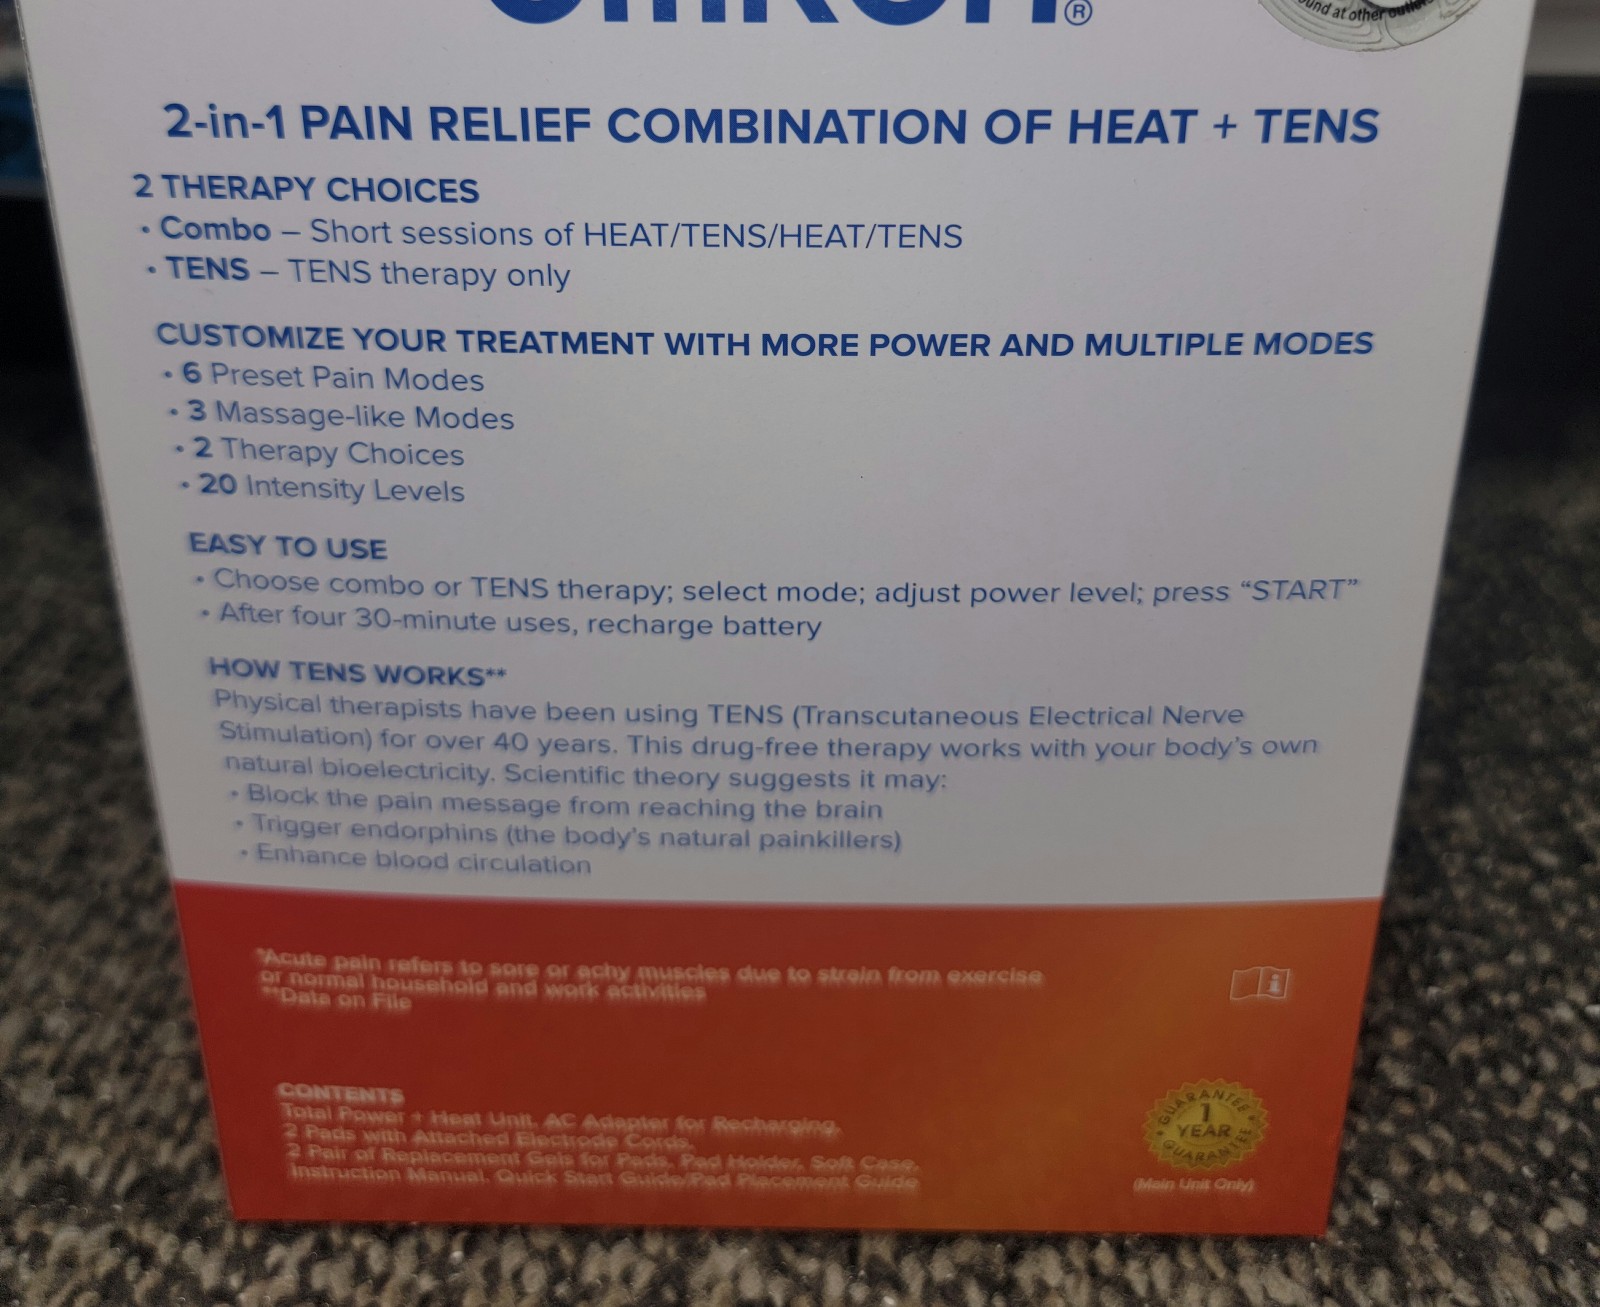 OMRON®
ound at other outlets
2-in-1 PAIN RELIEF COMBINATION OF HEAT + TENS
2 THERAPY CHOICES
• Combo – Short sessions of HEAT/TENS/HEAT/TENS
• TENS – TENS therapy only
CUSTOMIZE YOUR TREATMENT WITH MORE POWER AND MULTIPLE MODES
• 6 Preset Pain Modes
• 3 Massage-like Modes
• 2 Therapy Choices
• 20 Intensity Levels
EASY TO USE
• Choose combo or TENS therapy; select mode; adjust power level; press “START”
• After four 30-minute uses, recharge battery
HOW TENS WORKS**
Physical therapists have been using TENS (Transcutaneous Electrical Nerve
Stimulation) for over 40 years. This drug-free therapy works with your body's own
natural bioelectricity. Scientific theory suggests it may:
• Block the pain message from reaching the brain
• Trigger endorphins (the body's natural painkillers)
• Enhance blood circulation
*Acute pain refers to sore or achy muscles due to strain from exercise
or normal household and work activities
**Data on File
CONTENTS
Total Power + Heat Unit, AC Adapter for Recharging,
2 Pads with Attached Electrode Cords,
2 Pair of Replacement Gels for Pads, Pad Holder, Soft Case,
Instruction Manual, Quick Start Guide/Pad Placement Guide
GUARANTEE
1
YEAR
GUARANTEE
(Main Unit Only)